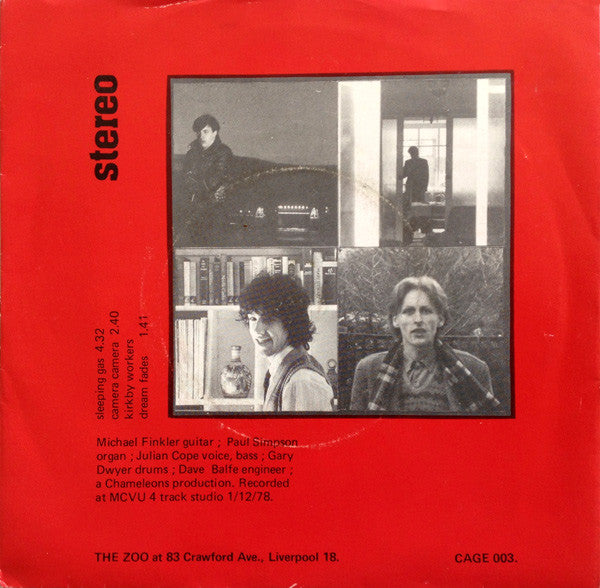 stereo
sleeping gas 4.32
camera camera 2.40
kirkby workers
dream fades 1.41
Michael Finkler guitar ; Paul Simpson
organ ; Julian Cope voice, bass ; Gary
Dwyer drums ; Dave Balfe engineer ;
a Chameleons production. Recorded
at MCVU 4 track studio 1/12/78.
THE ZOO at 83 Crawford Ave., Liverpool 18.
CAGE 003.